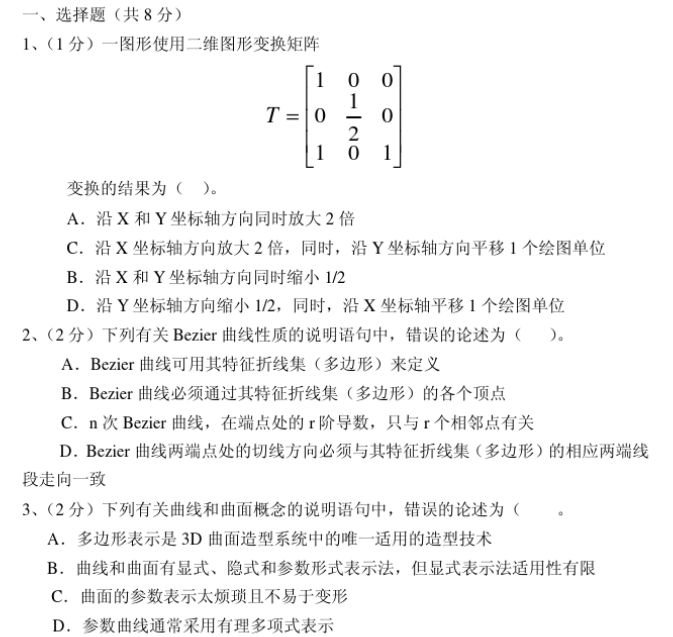 一、选择题（共 8 分）
1、（1 分）一图形使用二维图形变换矩阵
1 0 0
T = 0 1/2 0
1 0 1
变换的结果为（ ）。
A．沿 X 和 Y 坐标轴方向同时放大 2 倍
C．沿 X 坐标轴方向放大 2 倍，同时，沿 Y 坐标轴方向平移 1 个绘图单位
B．沿 X 和 Y 坐标轴方向同时缩小 1/2
D．沿 Y 坐标轴方向缩小 1/2，同时，沿 X 坐标轴平移 1 个绘图单位
2、（2 分）下列有关 Bezier 曲线性质的说明语句中，错误的论述为（ ）。
A．Bezier 曲线可用其特征折线集（多边形）来定义
B．Bezier 曲线必须通过其特征折线集（多边形）的各个顶点
C．n 次 Bezier 曲线，在端点处的 r 阶导数，只与 r 个相邻点有关
D．Bezier 曲线两端点处的切线方向必须与其特征折线集（多边形）的相应两端线
段走向一致
3、（2 分）下列有关曲线和曲面概念的说明语句中，错误的论述为（ 。
A．多边形表示是 3D 曲面造型系统中的唯一适用的造型技术
B．曲线和曲面有显式、隐式和参数形式表示法，但显式表示法适用性有限
C．曲面的参数表示太烦琐且不易于变形
D．参数曲线通常采用有理多项式表示